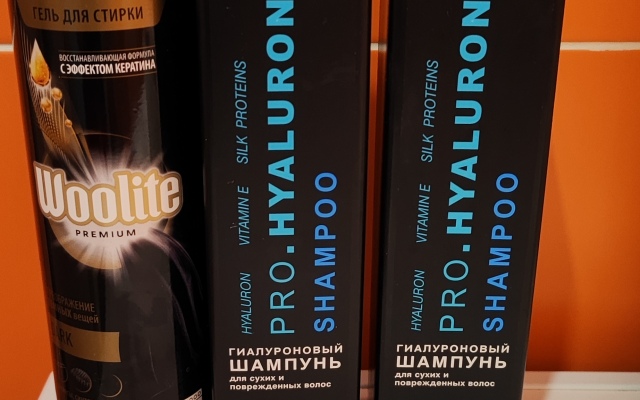 ГЕЛЬ ДЛЯ СТИРКИ
ВОССТАНАВЛИВАЮЩАЯ ФОРМУЛА
С ЭФФЕКТОМ КЕРАТИНА
Woolite
PREMIUM
вещей
HYALURON VITAMIN E SILK PROTEINS
PRO.HYALURON
SHAMPOO
ГИАЛУРОНОВЫЙ
ШАМПУНЬ
для сухих и
поврежденных волос
HYALURON VITAMIN E SILK PROTEINS
PRO.HYALURON
SHAMPOO
ГИАЛУРОНОВЫЙ
ШАМПУНЬ
для сухих и
поврежденных волос